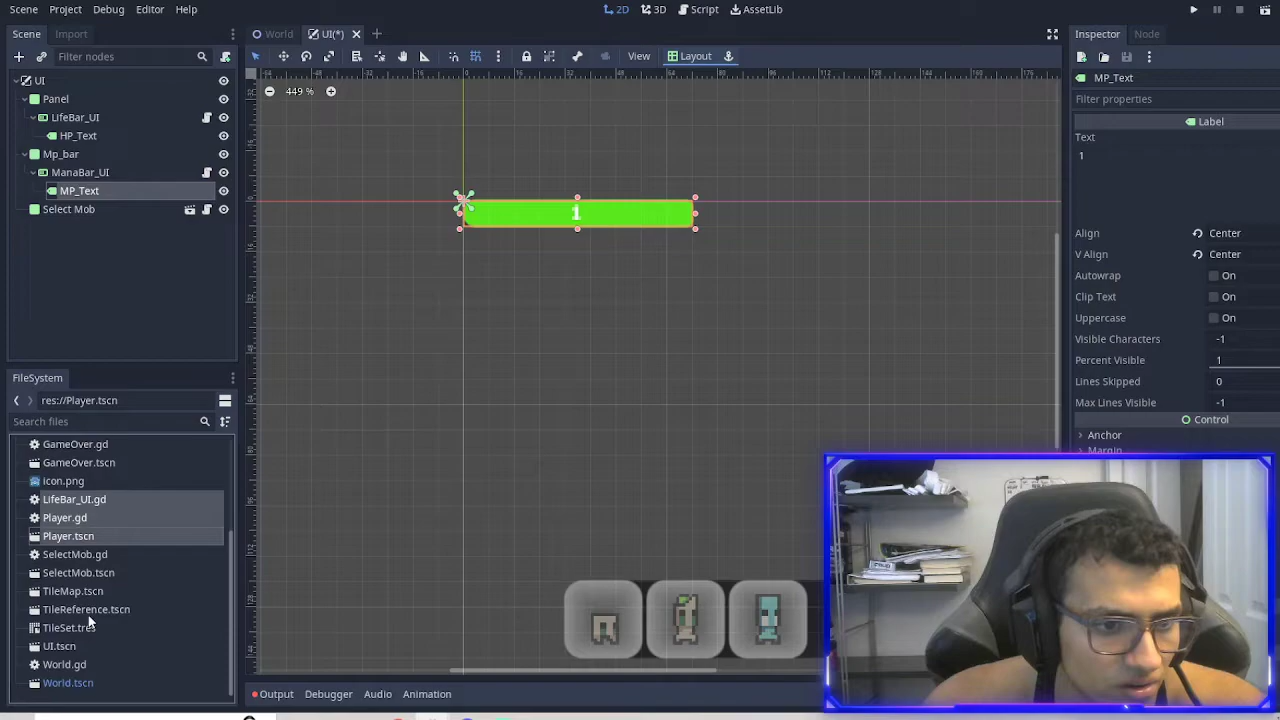 Scene Project Debug Editor Help
2D 3D Script AssetLib
Scene Import
World UI(*)
Inspector Node
Filter nodes
View Layout
449 %
UI
Panel
LifeBar_UI
HP_Text
Mp_bar
ManaBar_UI
MP_Text
Select Mob
1
MP_Text
Filter properties
Label
Text
1
Align Center
V Align Center
Autowrap On
Clip Text On
Uppercase On
Visible Characters -1
Percent Visible 1
Lines Skipped 0
Max Lines Visible -1
Control
Anchor
Margin
FileSystem
res://Player.tscn
Search files
GameOver.gd
GameOver.tscn
icon.png
LifeBar_UI.gd
Player.gd
Player.tscn
SelectMob.gd
SelectMob.tscn
TileMap.tscn
TileReference.tscn
TileSet.tres
UI.tscn
World.gd
World.tscn
Output Debugger Audio Animation